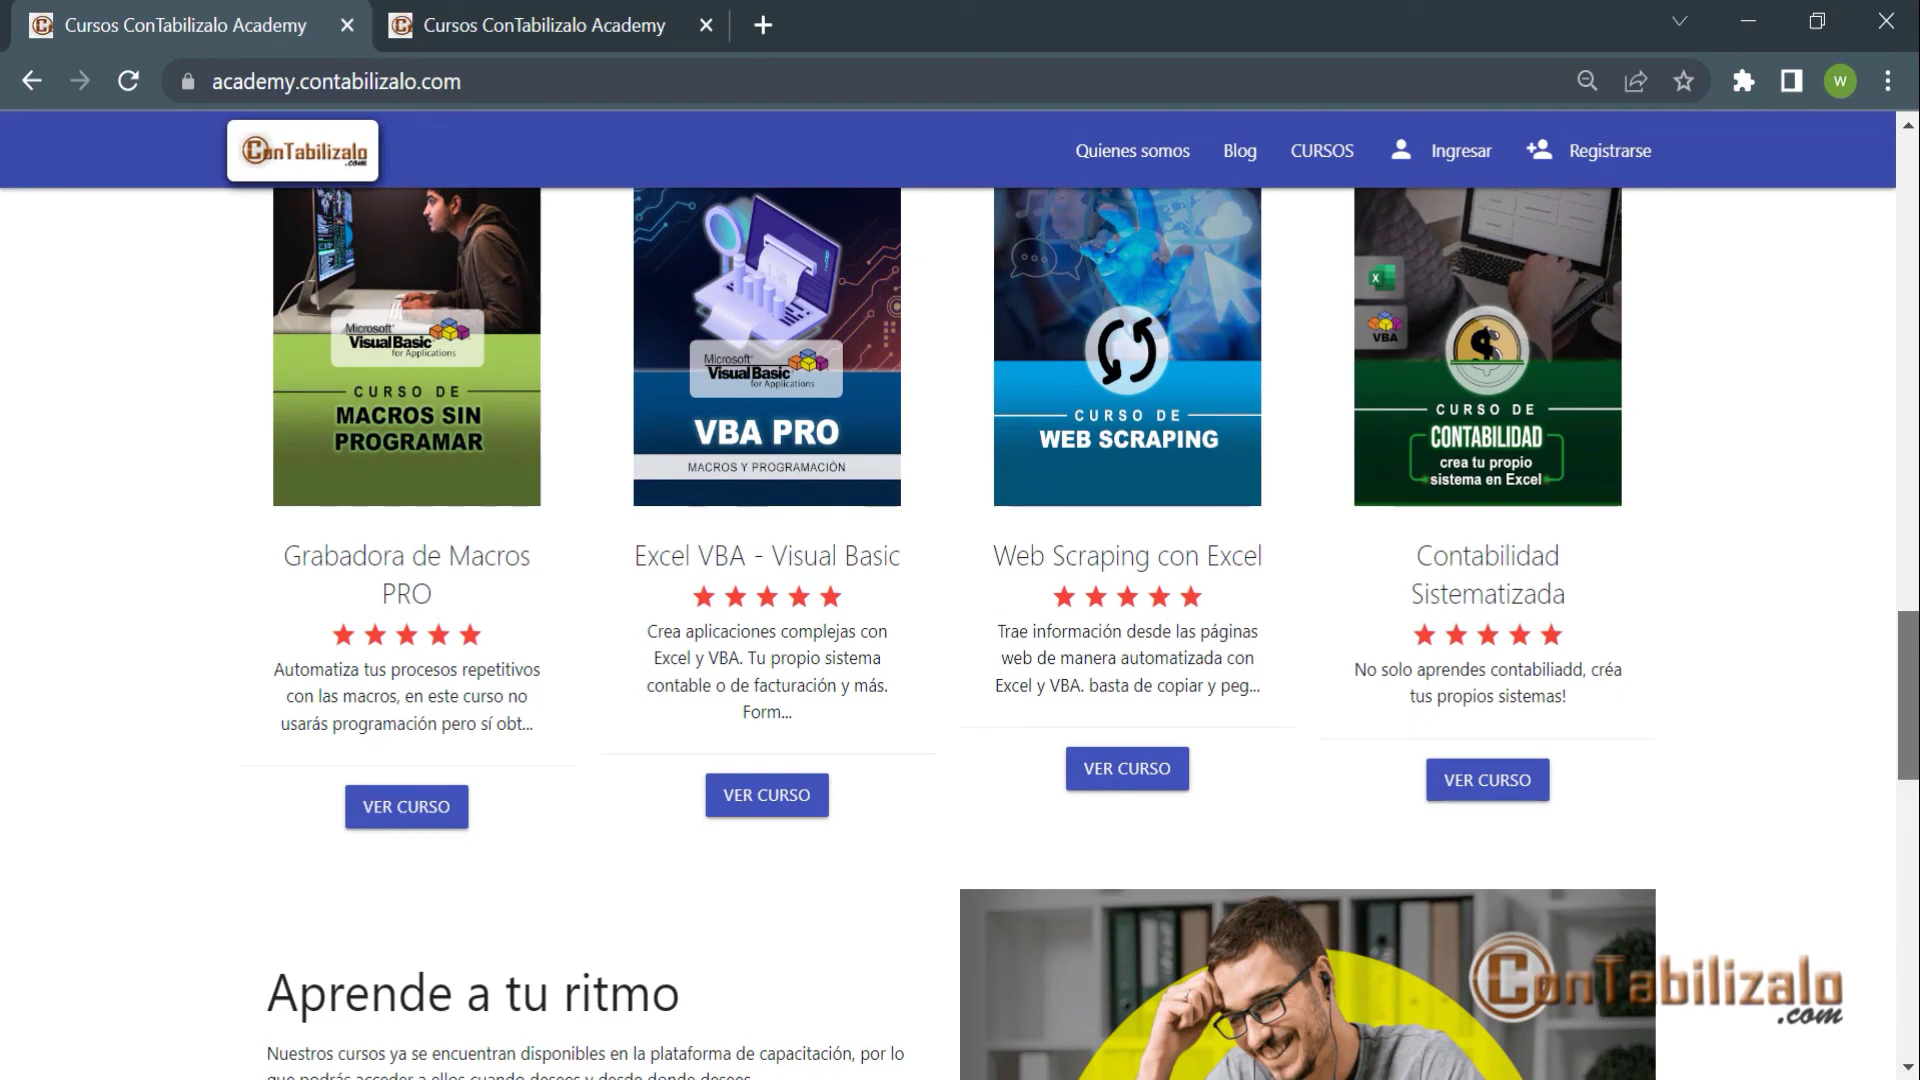 Cursos ConTabilizalo Academy
Cursos ConTabilizalo Academy
academy.contabilizalo.com
W
ConTabilizalo
.com
Quienes somos
Blog
CURSOS
Ingresar
Registrarse
Microsoft
Visual Basic
for Applications
CURSO DE
MACROS SIN
PROGRAMAR
Microsoft
Visual Basic
for Applications
VBA PRO
MACROS Y PROGRAMACIÓN
CURSO DE
WEB SCRAPING
VBA
CURSO DE
CONTABILIDAD
crea tu propio
sistema en Excel
Grabadora de Macros
PRO
Automatiza tus procesos repetitivos
con las macros, en este curso no
usarás programación pero sí obt...
VER CURSO
Excel VBA - Visual Basic
Crea aplicaciones complejas con
Excel y VBA. Tu propio sistema
contable o de facturación y más.
Form...
VER CURSO
Web Scraping con Excel
Trae información desde las páginas
web de manera automatizada con
Excel y VBA. basta de copiar y peg...
VER CURSO
Contabilidad
Sistematizada
No solo aprendes contabiliadd, créa
tus propios sistemas!
VER CURSO
Aprende a tu ritmo
Nuestros cursos ya se encuentran disponibles en la plataforma de capacitación, por lo
que podrás acceder a ellos cuando desees y desde donde desees
ConTabilizalo
.com